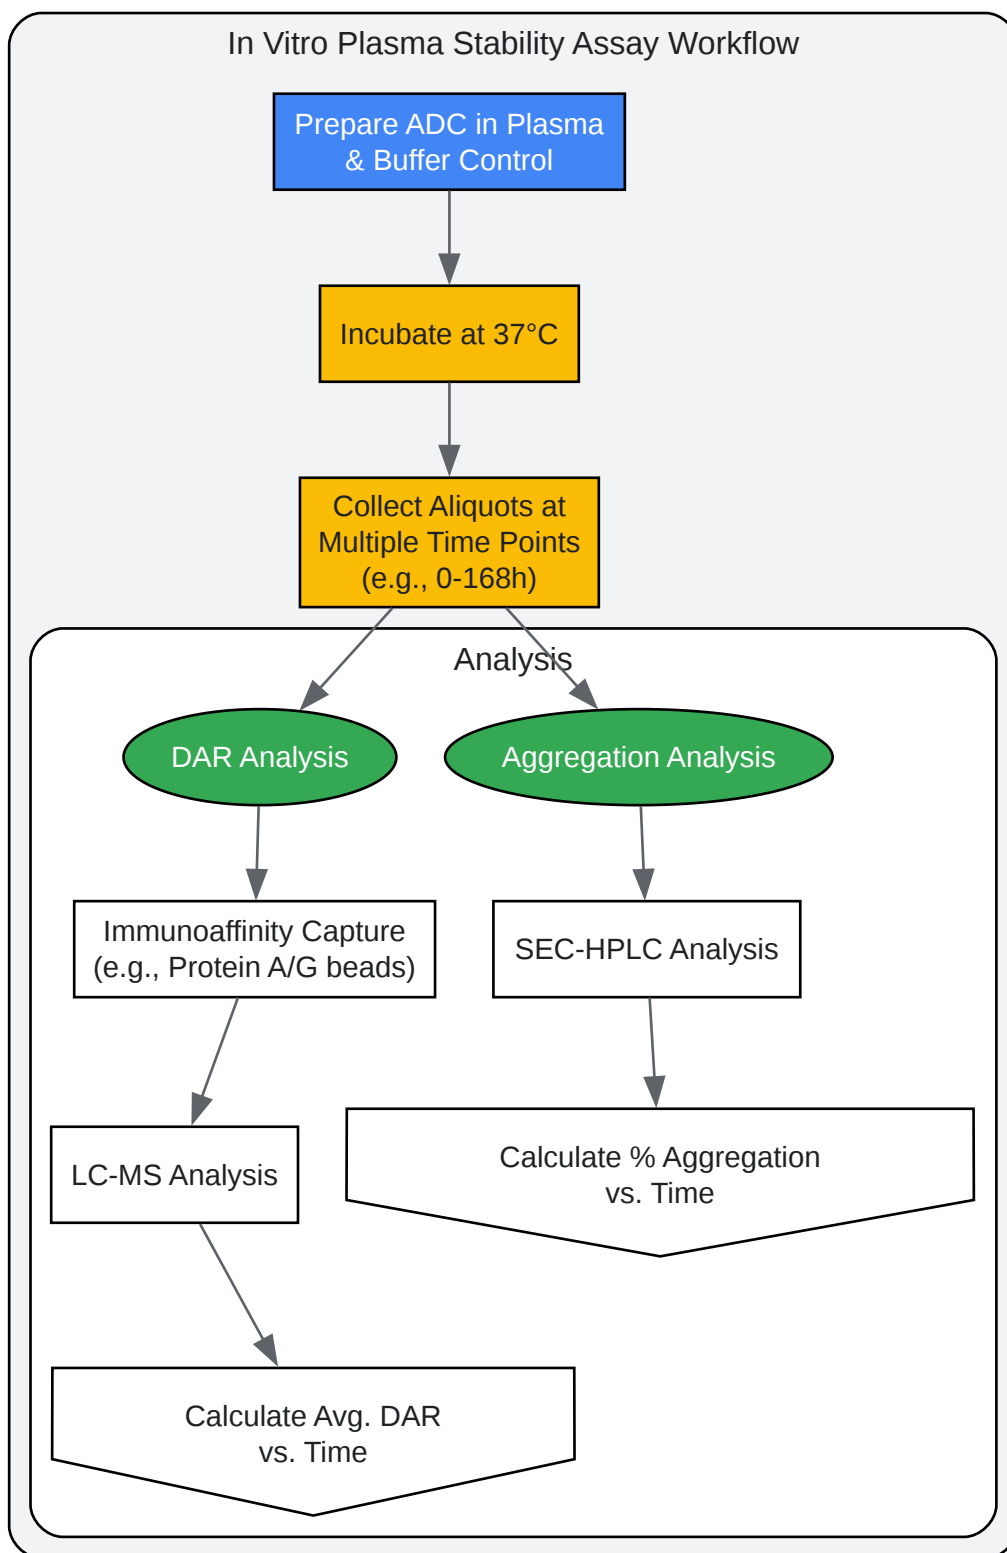 In Vitro Plasma Stability Assay Workflow
Prepare ADC in Plasma
& Buffer Control
Incubate at 37°C
Collect Aliquots at
Multiple Time Points
(e.g., 0-168h)
Analysis
DAR Analysis
Aggregation Analysis
Immunoaffinity Capture
(e.g., Protein A/G beads)
SEC-HPLC Analysis
LC-MS Analysis
Calculate % Aggregation
vs. Time
Calculate Avg. DAR
vs. Time